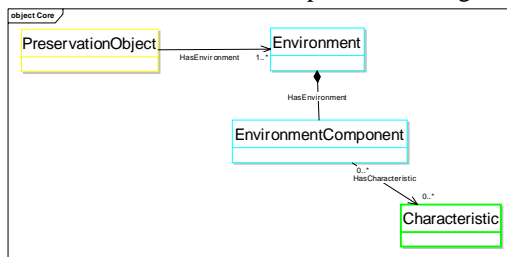 object Core
PreservationObject
Environment
HasEnvironment
1..*
HasEnvironment
EnvironmentComponent
0..*
HasCharacteristic
0..*
Characteristic